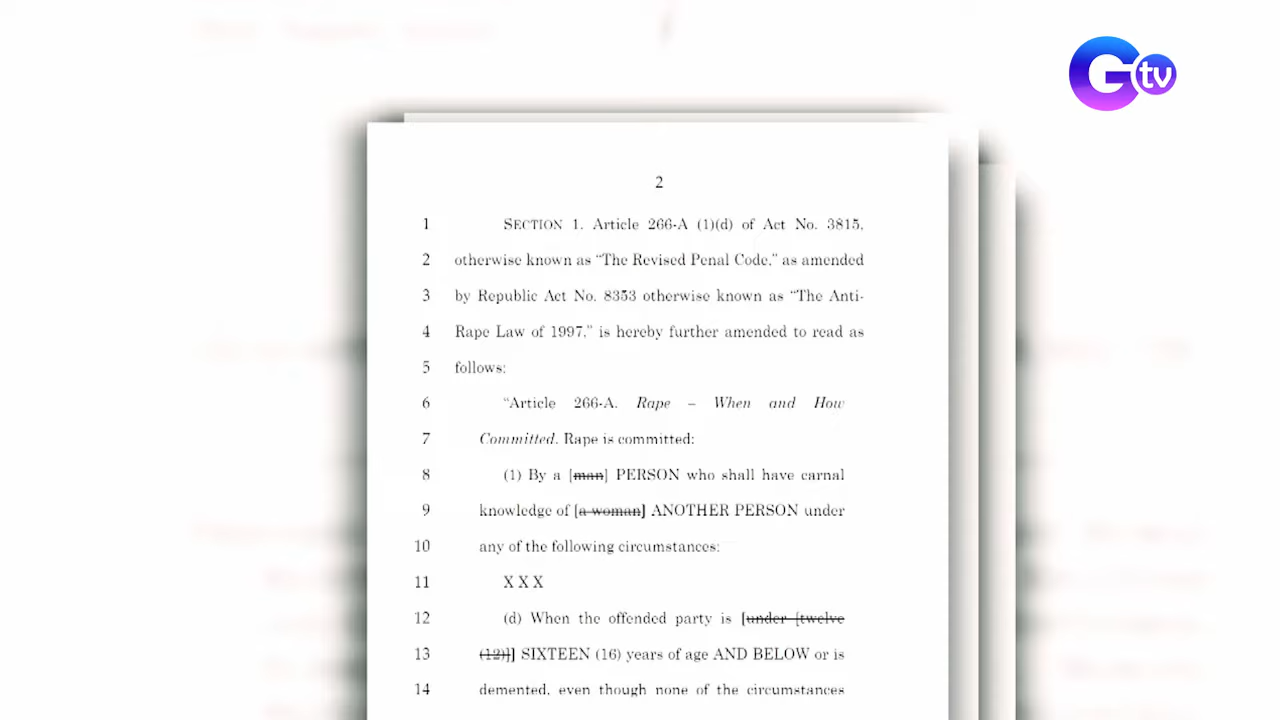 G tv
2
1 SECTION 1. Article 266-A (1)(d) of Act No. 3815,
2 otherwise known as “The Revised Penal Code,” as amended
3 by Republic Act No. 8353 otherwise known as “The Anti-
4 Rape Law of 1997,” is hereby further amended to read as
5 follows:
6 “Article 266-A. Rape – When and How
7 Committed. Rape is committed:
8 (1) By a [man] PERSON who shall have carnal
9 knowledge of [a woman] ANOTHER PERSON under
10 any of the following circumstances:
11 X X X
12 (d) When the offended party is [under [twelve
13 (12)]] SIXTEEN (16) years of age AND BELOW or is
14 demented, even though none of the circumstances